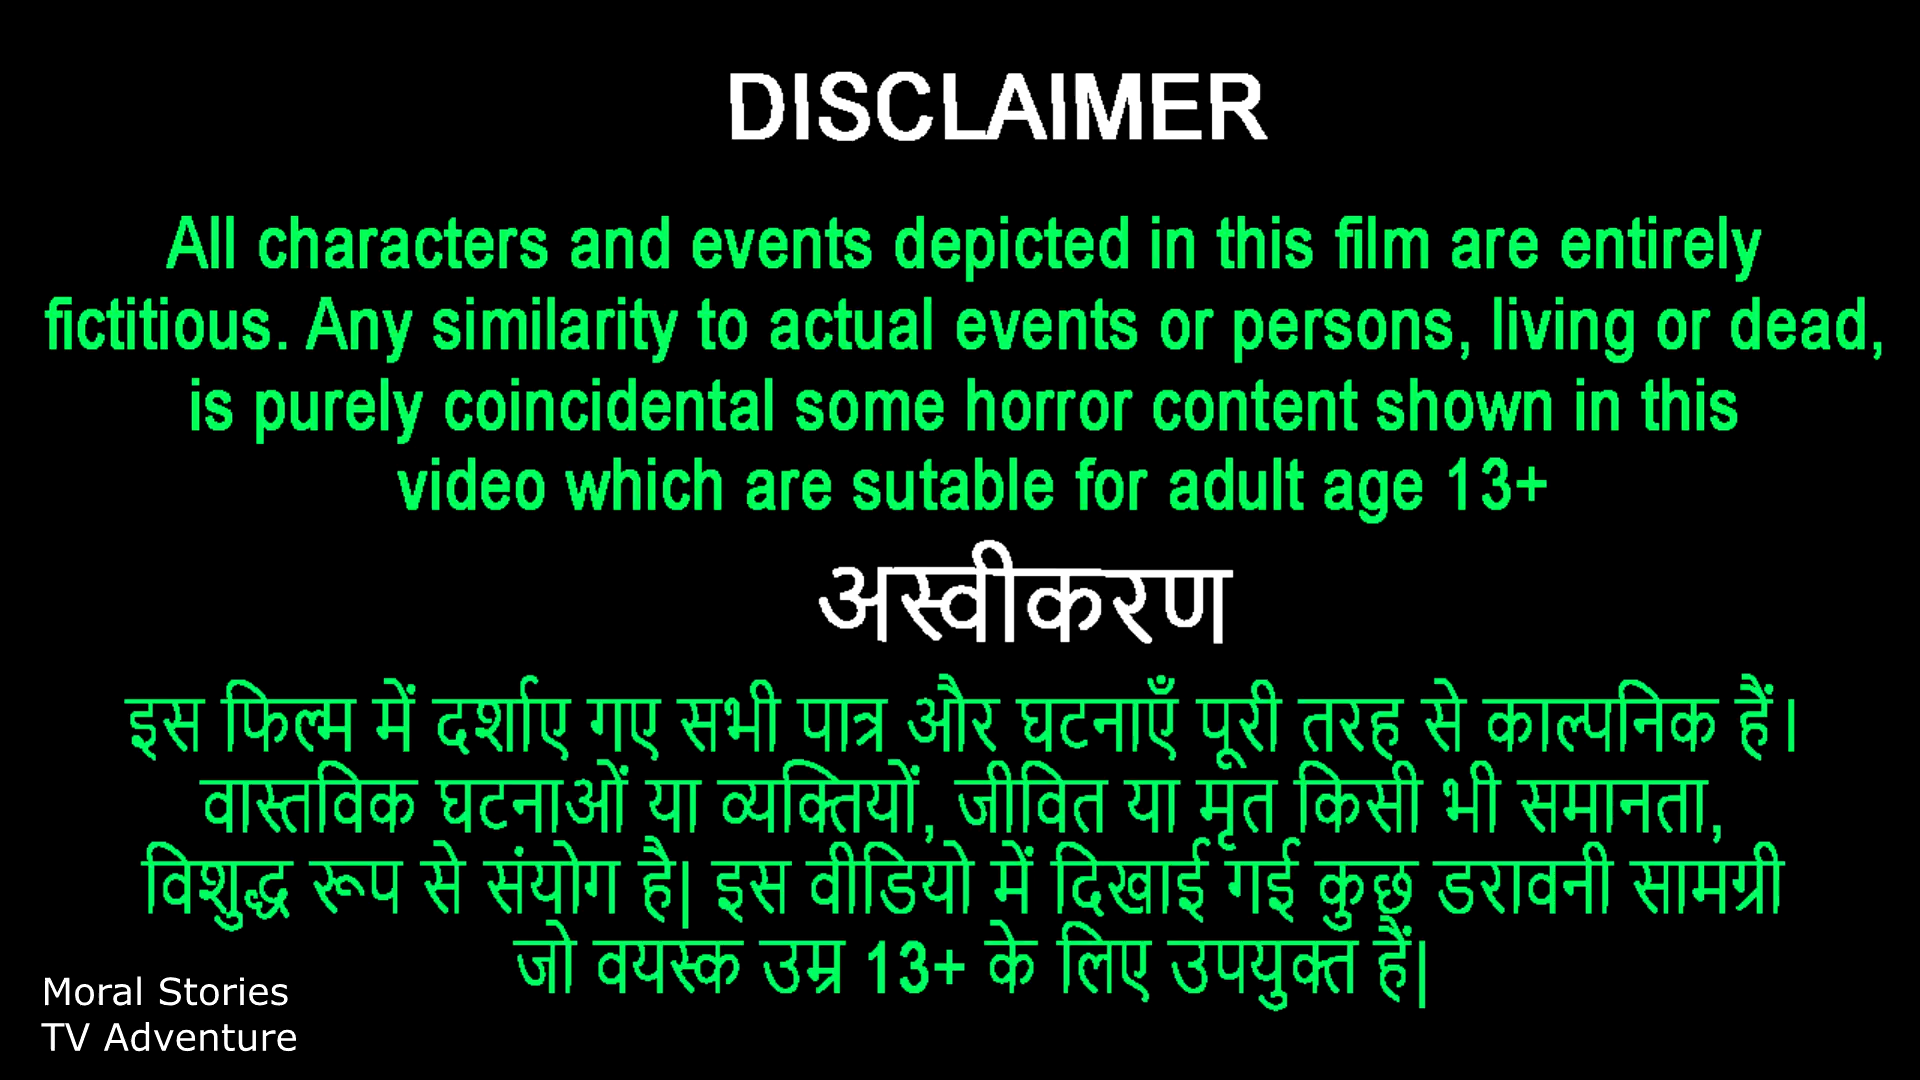 DISCLAIMER
All characters and events depicted in this film are entirely
fictitious. Any similarity to actual events or persons, living or dead,
is purely coincidental some horror content shown in this
video which are sutable for adult age 13+
अस्वीकरण
इस फिल्म में दर्शाए गए सभी पात्र और घटनाएँ पूरी तरह से काल्पनिक हैं।
वास्तविक घटनाओं या व्यक्तियों, जीवित या मृत किसी भी समानता,
विशुद्ध रूप से संयोग है| इस वीडियो में दिखाई गई कुछ डरावनी सामग्री
जो वयस्क उम्र 13+ के लिए उपयुक्त हैं|
Moral Stories
TV Adventure